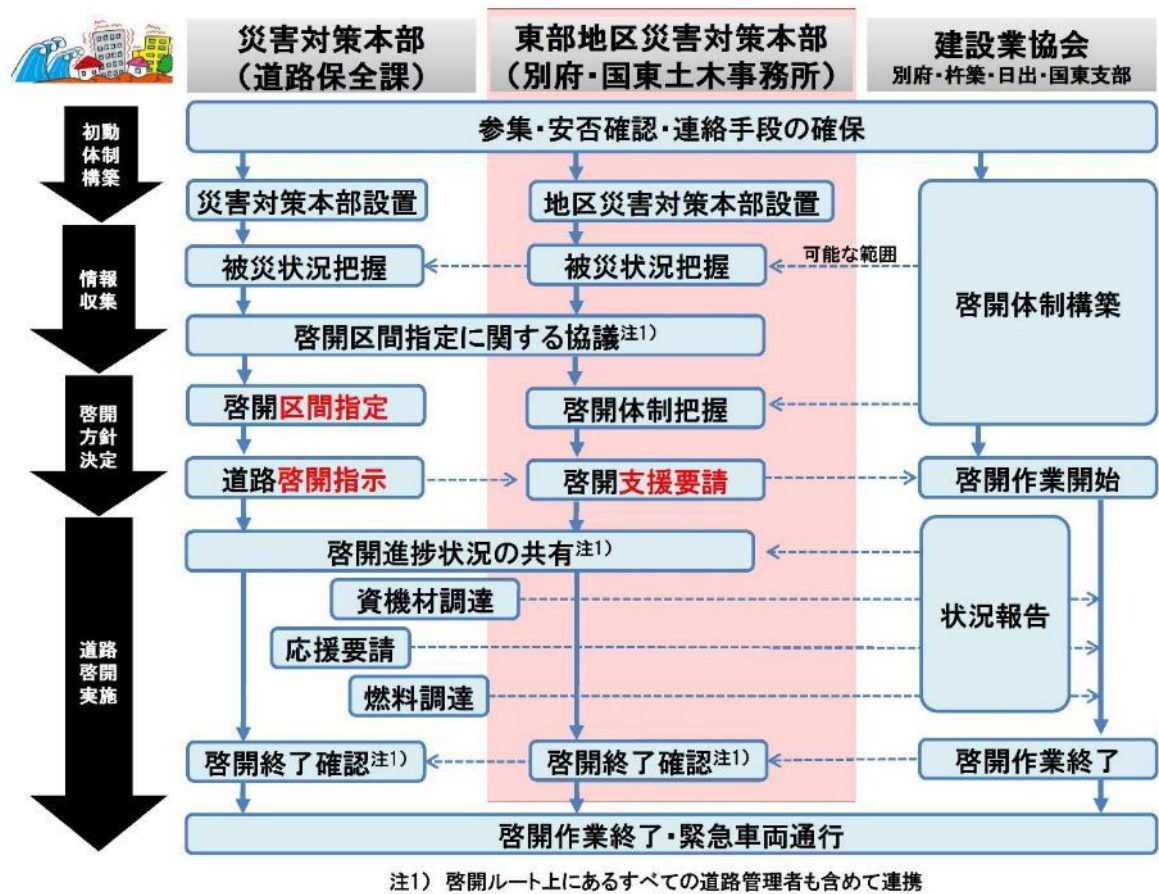 災害対策本部
(道路保全課)
東部地区災害対策本部
(別府・国東土木事務所)
建設業協会
別府・杵築・日出・国東支部
初動
体制
構築
参集・安否確認・連絡手段の確保
災害対策本部設置
地区災害対策本部設置
情報
収集
被災状況把握
被災状況把握
可能な範囲
啓開体制構築
啓開区間指定に関する協議注1)
啓開
方針
決定
啓開区間指定
啓開体制把握
道路啓開指示
啓開支援要請
啓開作業開始
道路
啓開
実施
啓開進捗状況の共有注1)
資機材調達
状況報告
応援要請
燃料調達
啓開終了確認注1)
啓開終了確認注1)
啓開作業終了
啓開作業終了・緊急車両通行
注1) 啓開ルート上にあるすべての道路管理者も含めて連携